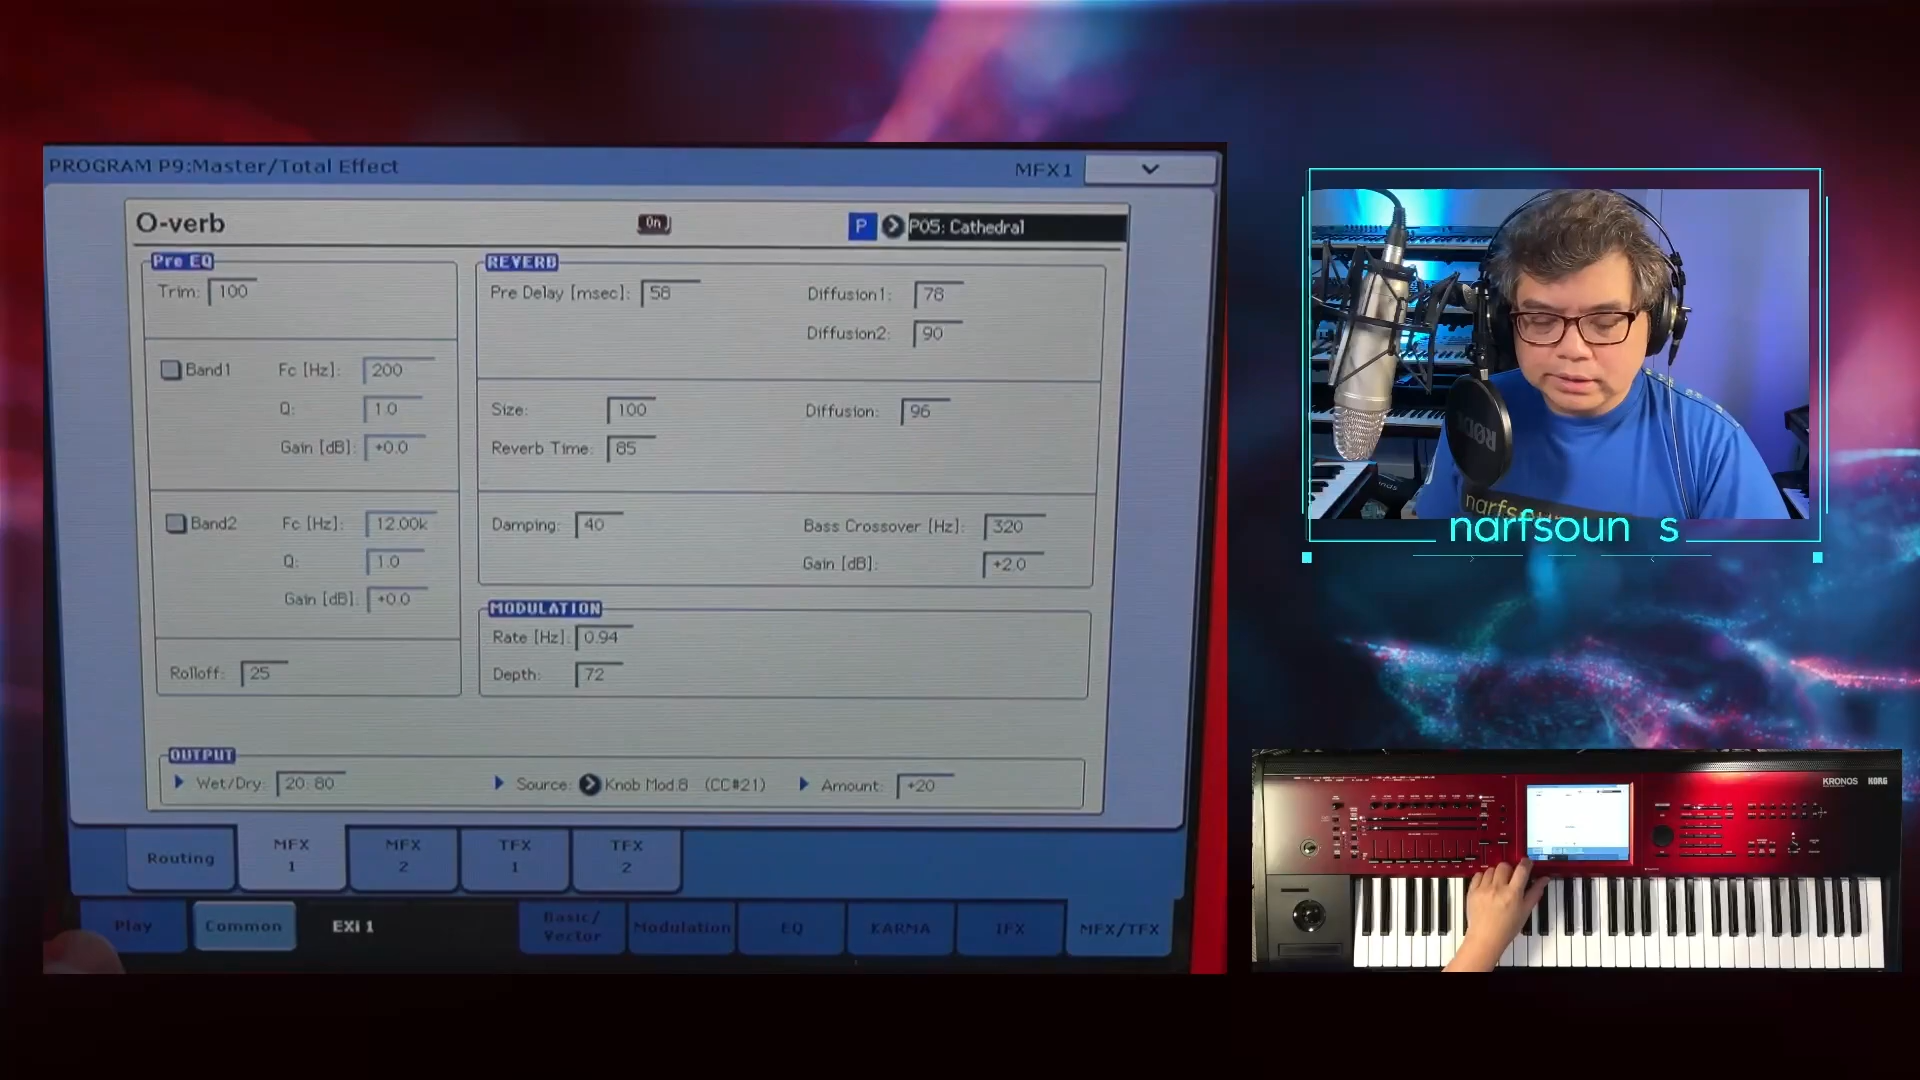 PROGRAM P9:Master/Total Effect
MFX1
O-verb
On
P
P05: Cathedral
Pre EQ
Trim: 100
Band1
Fc [Hz]: 200
Q: 1.0
Gain [dB]: +0.0
Band2
Fc [Hz]: 12.00k
Q: 1.0
Gain [dB]: +0.0
Rolloff: 25
REVERB
Pre Delay [msec]: 58
Diffusion1: 78
Diffusion2: 90
Size: 100
Diffusion: 96
Reverb Time: 85
Damping: 40
Bass Crossover [Hz]: 320
Gain [dB]: +2.0
MODULATION
Rate [Hz]: 0.94
Depth: 72
OUTPUT
Wet/Dry: 20: 80
Source: Knob Mod.8 (CC#21)
Amount: +20
Routing
MFX 1
MFX 2
TFX 1
TFX 2
Play
Common
EXi 1
Basic/ Vector
Modulation
EQ
KARMA
IFX
MFX/TFX
RØDE
narfsoun s
KRONOS KORG